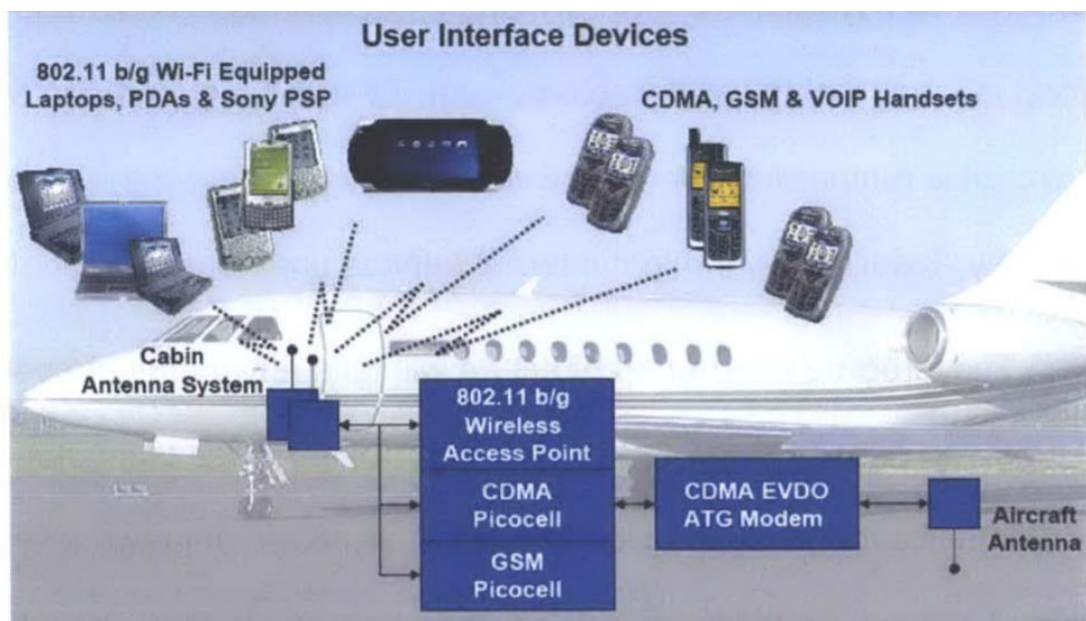 User Interface Devices
802.11 b/g Wi-Fi Equipped
Laptops, PDAs & Sony PSP
CDMA, GSM & VOIP Handsets
Cabin
Antenna System
802.11 b/g
Wireless
Access Point
CDMA
Picocell
GSM
Picocell
CDMA EVDO
ATG Modem
Aircraft
Antenna